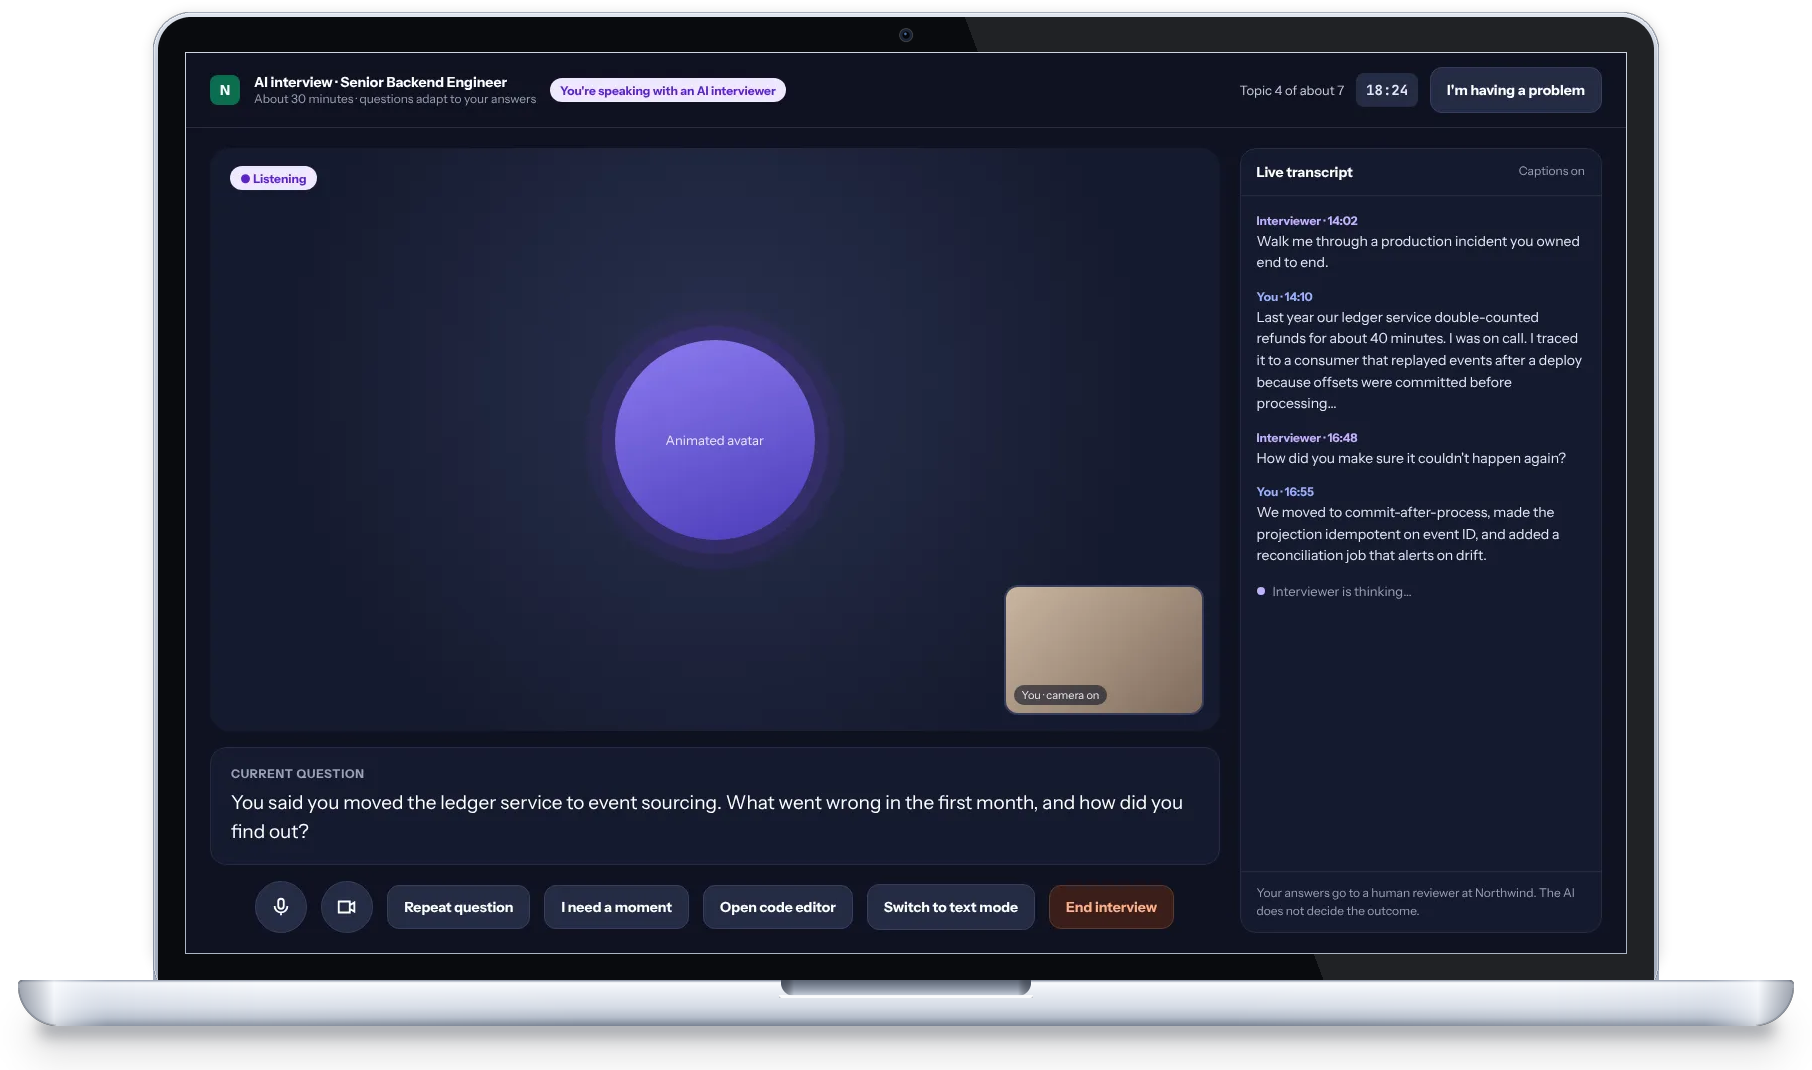 N
AI interview · Senior Backend Engineer
About 30 minutes · questions adapt to your answers
You're speaking with an AI interviewer
Topic 4 of about 7
18:24
I'm having a problem
Listening
Animated avatar
You · camera on
CURRENT QUESTION
You said you moved the ledger service to event sourcing. What went wrong in the first month, and how did you
find out?
Repeat question
I need a moment
Open code editor
Switch to text mode
End interview
Live transcript
Captions on
Interviewer · 14:02
Walk me through a production incident you owned
end to end.
You · 14:10
Last year our ledger service double-counted
refunds for about 40 minutes. I was on call. I traced
it to a consumer that replayed events after a deploy
because offsets were committed before
processing...
Interviewer · 16:48
How did you make sure it couldn't happen again?
You · 16:55
We moved to commit-after-process, made the
projection idempotent on event ID, and added a
reconciliation job that alerts on drift.
Interviewer is thinking...
Your answers go to a human reviewer at Northwind. The AI
does not decide the outcome.